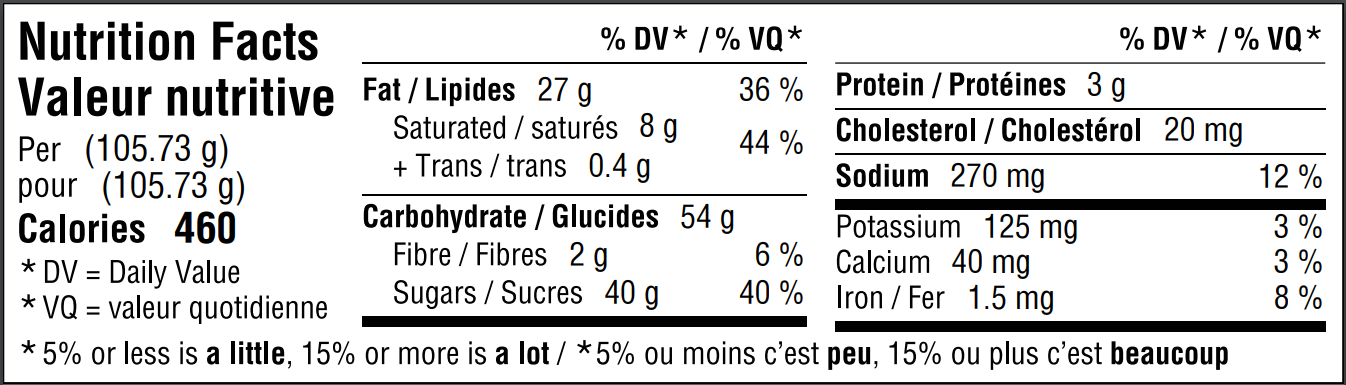 Nutrition Facts
Valeur nutritive
Per (105.73 g)
pour (105.73 g)
Calories 460
* DV = Daily Value
* VQ = valeur quotidienne
% DV* / % VQ*
Fat / Lipides 27 g 36 %
Saturated / saturés 8 g
+ Trans / trans 0.4 g
44 %
Carbohydrate / Glucides 54 g
Fibre / Fibres 2 g 6 %
Sugars / Sucres 40 g 40 %
% DV* / % VQ*
Protein / Protéines 3 g
Cholesterol / Cholestérol 20 mg
Sodium 270 mg 12 %
Potassium 125 mg 3 %
Calcium 40 mg 3 %
Iron / Fer 1.5 mg 8 %
*5% or less is a little, 15% or more is a lot / *5% ou moins c’est peu, 15% ou plus c’est beaucoup